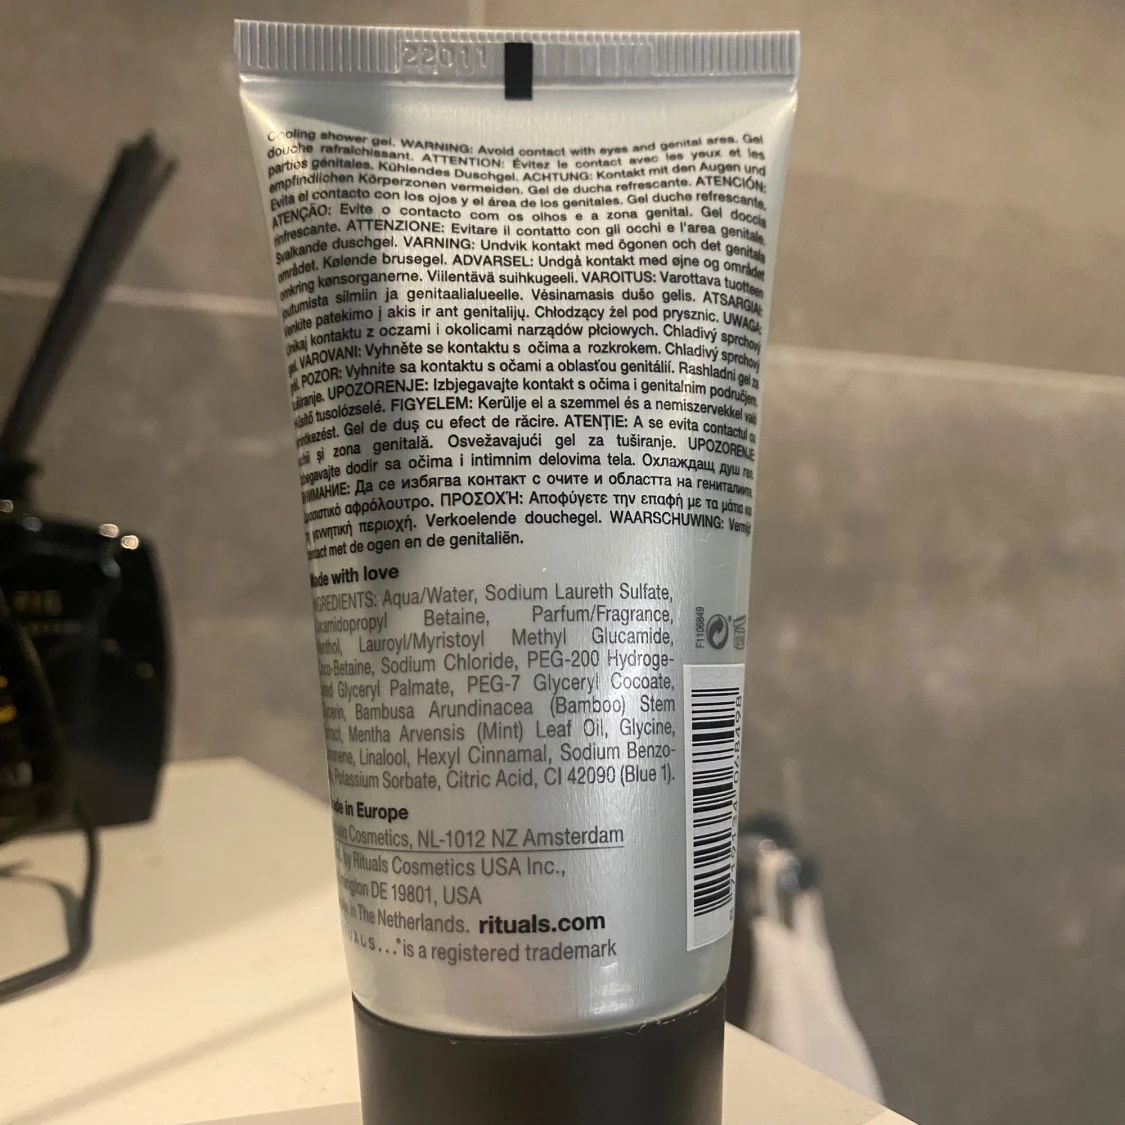 22011
Cooling shower gel. WARNING: Avoid contact with eyes and genital area. Gel
douche rafraîchissant. ATTENTION: Évitez le contact avec les yeux et les
parties génitales. Kühlendes Duschgel. ACHTUNG: Kontakt mit den Augen und
empfindlichen Körperzonen vermeiden. Gel de ducha refrescante. ATENCIÓN:
Evita el contacto con los ojos y el área de los genitales. Gel duche refrescante.
ATENÇÃO: Evite o contacto com os olhos e a zona genital. Gel doccia
rinfrescante. ATTENZIONE: Evitare il contatto con gli occhi e l'area genitale.
Svalkande duschgel. VARNING: Undvik kontakt med ögonen och det genitala
området. Kølende brusegel. ADVARSEL: Undgå kontakt med øjne og området
omkring kønsorganerne. Viilentävä suihkugeeli. VAROITUS: Varottava tuotteen
joutumista silmiin ja genitaalialueelle. Vėsinamasis dušo gelis. ATSARGIAI:
Venkite patekimo į akis ir ant genitalijų. Chłodzący żel pod prysznic. UWAGA:
Unikaj kontaktu z oczami i okolicami narządów płciowych. Chladivý sprchový
gel. VAROVANI: Vyhněte se kontaktu s očima a rozkrokem. Chladivý sprchový
gél. POZOR: Vyhnite sa kontaktu s očami a oblasťou genitálií. Rashladni gel za
tuširanje. UPOZORENJE: Izbjegavajte kontakt s očima i genitalnim područjem.
Hűsítő tusolózselé. FIGYELEM: Kerülje el a szemmel és a nemiszervekkel való
érintkezést. Gel de duș cu efect de răcire. ATENȚIE: A se evita contactul cu
ochii și zona genitală. Osvežavajući gel za tuširanje. UPOZORENJE
Izbegavajte dodir sa očima i intimnim delovima tela. Охлаждащ душ гел.
ВНИМАНИЕ: Да се избягва контакт с очите и областта на гениталиите
Δροσιστικό αφρόλουτρο. ΠΡΟΣΟΧΉ: Αποφύγετε την επαφή με τα μάτια και
τη γεννητική περιοχή. Verkoelende douchegel. WAARSCHUWING: Vermijd
contact met de ogen en de genitaliën.
Made with love
INGREDIENTS: Aqua/Water, Sodium Laureth Sulfate,
Cocamidopropyl Betaine, Parfum/Fragrance,
Menthol, Lauroyl/Myristoyl Methyl Glucamide,
Coco-Betaine, Sodium Chloride, PEG-200 Hydroge-
nated Glyceryl Palmate, PEG-7 Glyceryl Cocoate,
Glycerin, Bambusa Arundinacea (Bamboo) Stem
Extract, Mentha Arvensis (Mint) Leaf Oil, Glycine,
Limonene, Linalool, Hexyl Cinnamal, Sodium Benzo-
Potassium Sorbate, Citric Acid, CI 42090 (Blue 1).
Made in Europe
Rituals Cosmetics, NL-1012 NZ Amsterdam
by Rituals Cosmetics USA Inc.,
DE 19801, USA
in The Netherlands. rituals.com
RITUALS...® is a registered trademark
F1106849